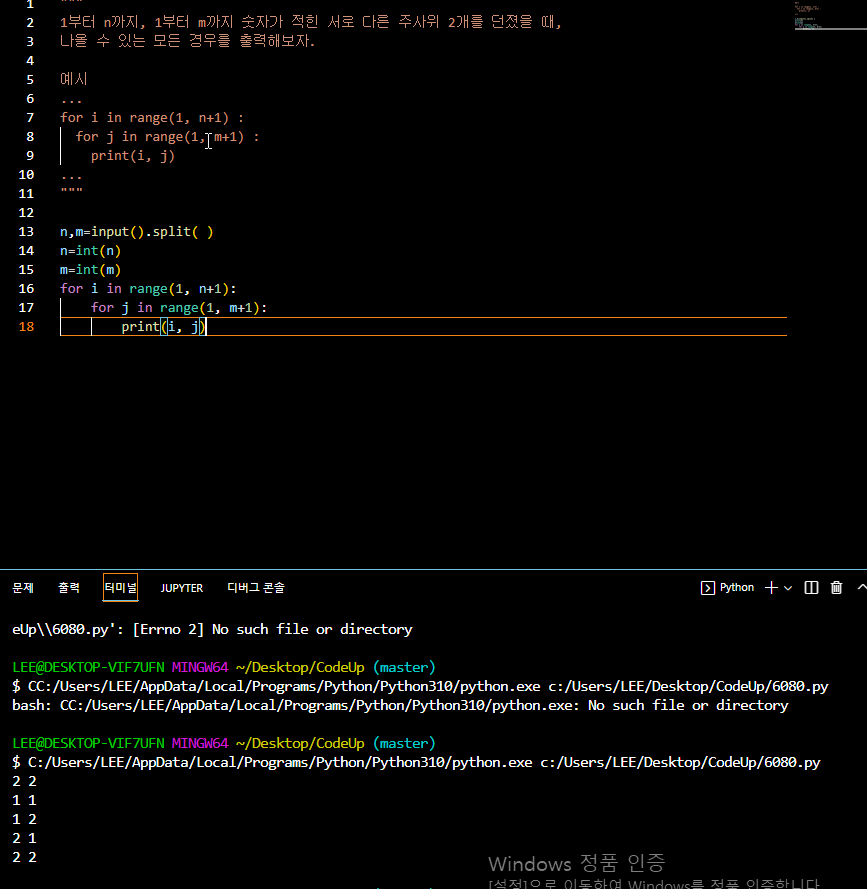 1 """
2 1부터 n까지, 1부터 m까지 숫자가 적힌 서로 다른 주사위 2개를 던졌을 때,
3 나올 수 있는 모든 경우를 출력해보자.
4
5 예시
6 ...
7 for i in range(1, n+1) :
8 for j in range(1, m+1) :
9 print(i, j)
10 ...
11 """
12
13 n,m=input().split( )
14 n=int(n)
15 m=int(m)
16 for i in range(1, n+1):
17 for j in range(1, m+1):
18 print(i, j)
문제 출력 터미널 JUPYTER 디버그 콘솔 Python
eUp\\6080.py': [Errno 2] No such file or directory
LEE@DESKTOP-VIF7UFN MINGW64 ~/Desktop/CodeUp (master)
$ CC:/Users/LEE/AppData/Local/Programs/Python/Python310/python.exe c:/Users/LEE/Desktop/CodeUp/6080.py
bash: CC:/Users/LEE/AppData/Local/Programs/Python/Python310/python.exe: No such file or directory
LEE@DESKTOP-VIF7UFN MINGW64 ~/Desktop/CodeUp (master)
$ C:/Users/LEE/AppData/Local/Programs/Python/Python310/python.exe c:/Users/LEE/Desktop/CodeUp/6080.py
2 2
1 1
1 2
2 1
2 2
Windows 정품 인증
[설정]으로 이동하여 Windows를 정품 인증합니다.